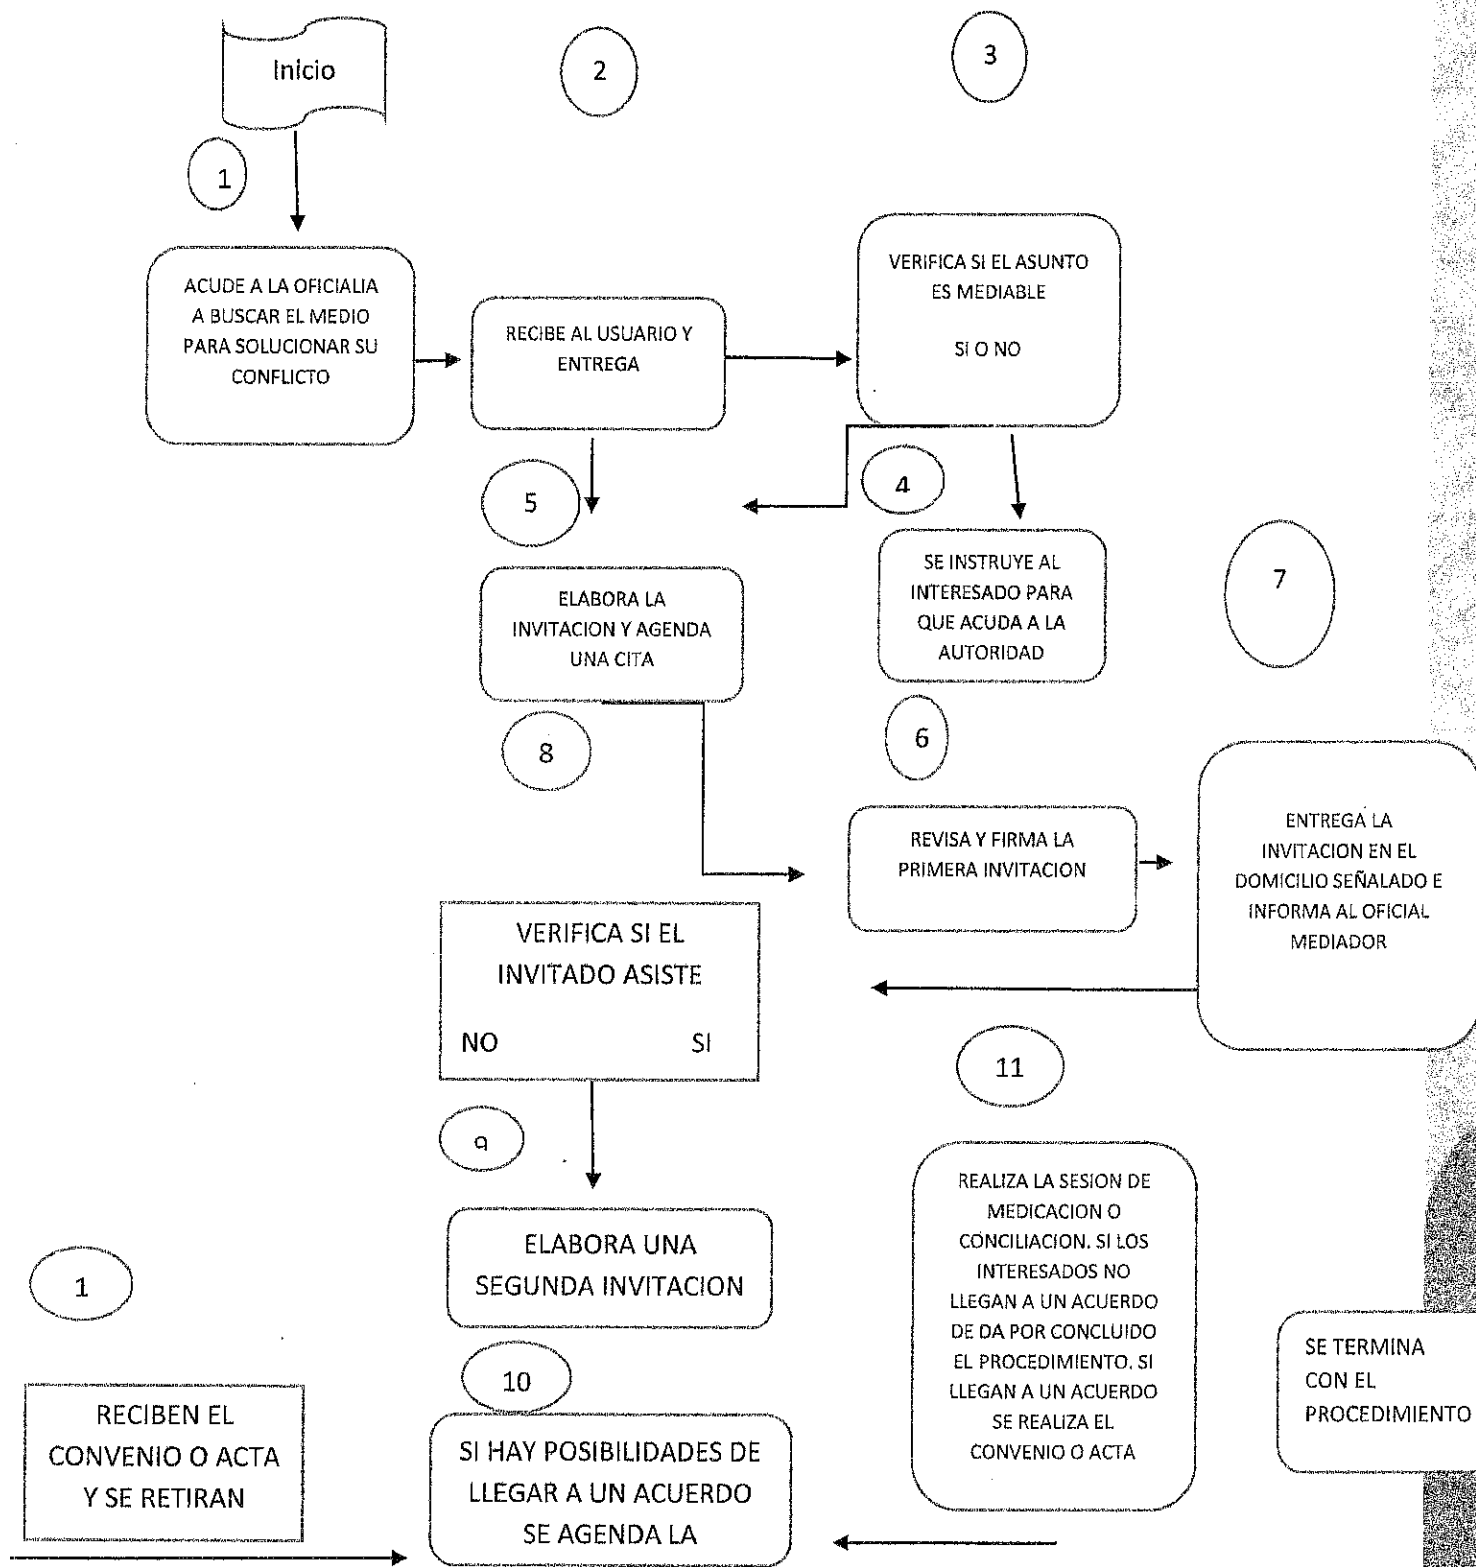 Inicio
2
3
1
ACUDE A LA OFICIALIA
A BUSCAR EL MEDIO
PARA SOLUCIONAR SU
CONFLICTO
RECIBE AL USUARIO Y
ENTREGA
VERIFICA SI EL ASUNTO
ES MEDIABLE
SI O NO
5
4
ELABORA LA
INVITACION Y AGENDA
UNA CITA
SE INSTRUYE AL
INTERESADO PARA
QUE ACUDA A LA
AUTORIDAD
7
8
6
REVISA Y FIRMA LA
PRIMERA INVITACION
ENTREGA LA
INVITACION EN EL
DOMICILIO SEÑALADO E
INFORMA AL OFICIAL
MEDIADOR
VERIFICA SI EL
INVITADO ASISTE
NO SI
11
9
ELABORA UNA
SEGUNDA INVITACION
REALIZA LA SESION DE
MEDICACION O
CONCILIACION. SI LOS
INTERESADOS NO
LLEGAN A UN ACUERDO
DE DA POR CONCLUIDO
EL PROCEDIMIENTO. SI
LLEGAN A UN ACUERDO
SE REALIZA EL
CONVENIO O ACTA
1
10
SE TERMINA
CON EL
PROCEDIMIENTO
RECIBEN EL
CONVENIO O ACTA
Y SE RETIRAN
SI HAY POSIBILIDADES DE
LLEGAR A UN ACUERDO
SE AGENDA LA